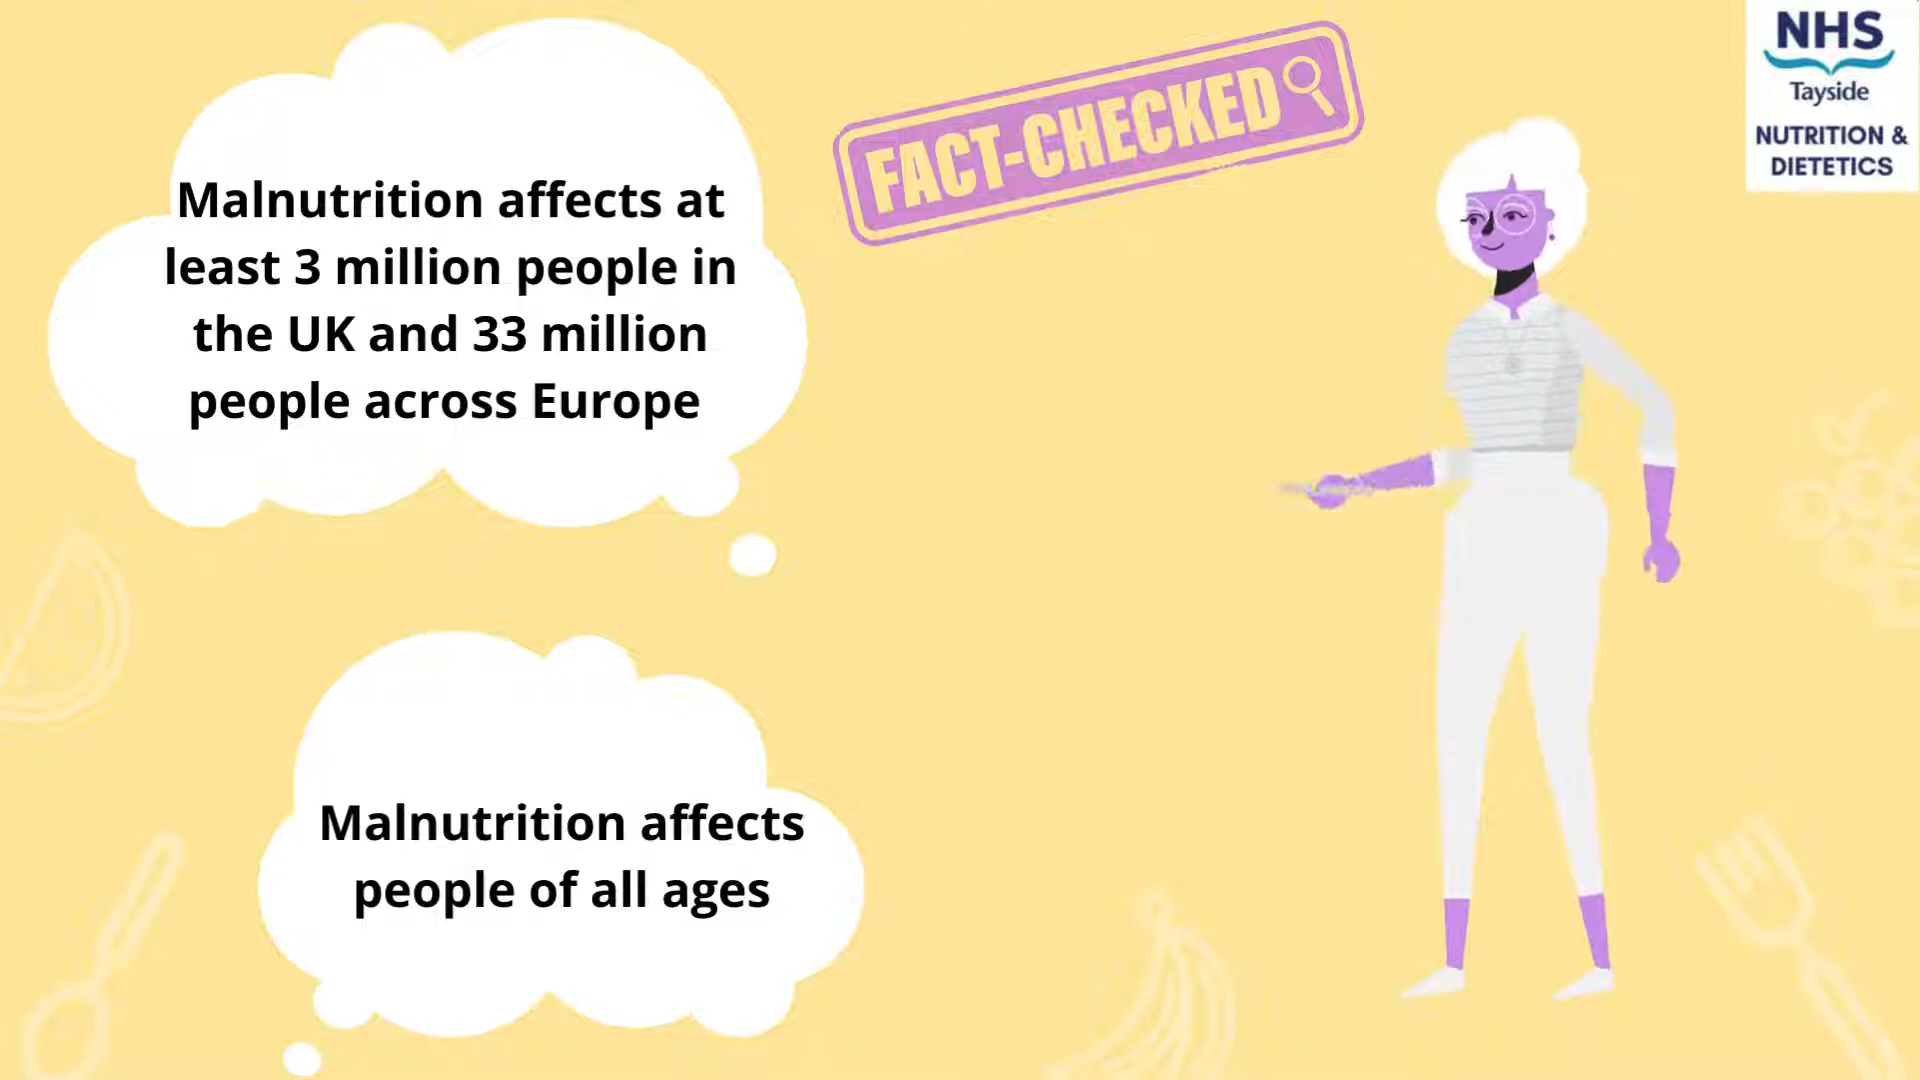 Malnutrition affects at
least 3 million people in
the UK and 33 million
people across Europe
FACT-CHECKED
NHS
Tayside
NUTRITION &
DIETETICS
Malnutrition affects
people of all ages